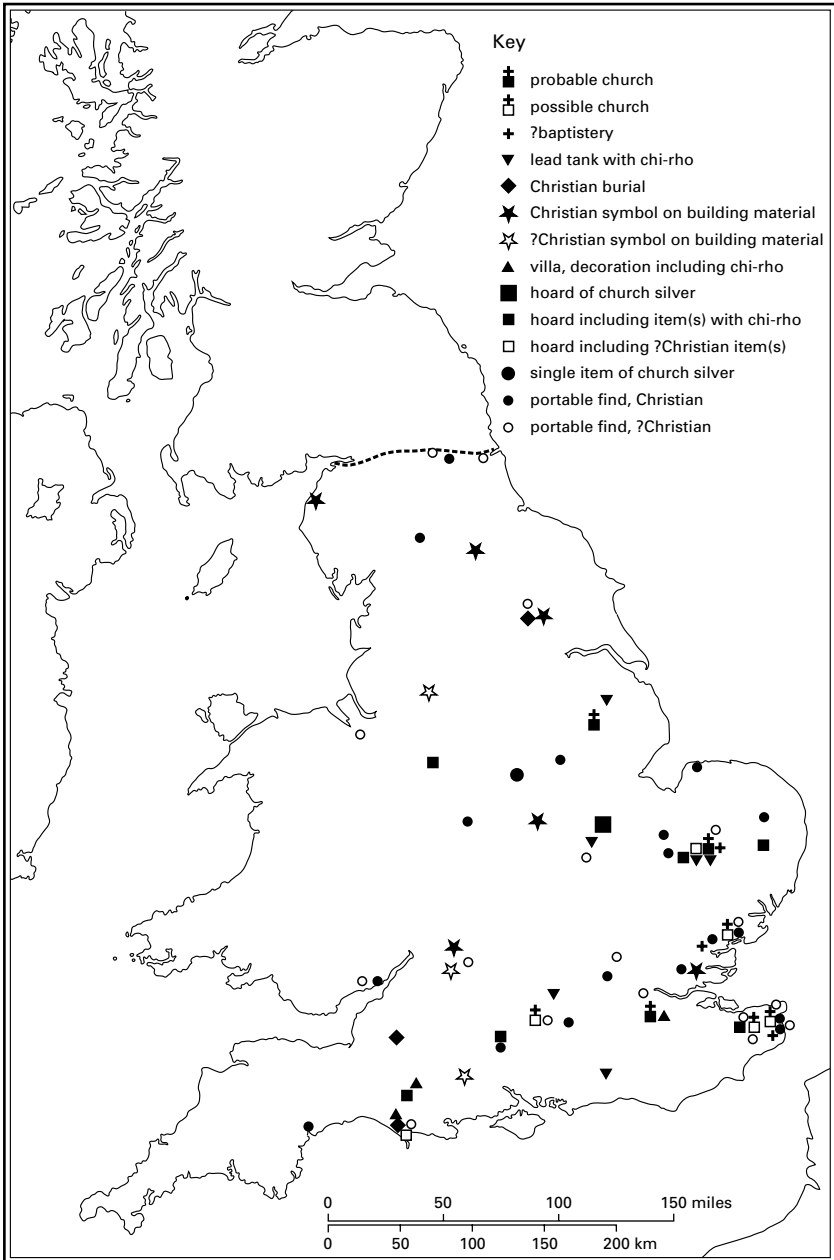 Key
probable church
possible church
?baptistery
lead tank with chi-rho
Christian burial
Christian symbol on building material
?Christian symbol on building material
villa, decoration including chi-rho
hoard of church silver
hoard including item(s) with chi-rho
hoard including ?Christian item(s)
single item of church silver
portable find, Christian
portable find, ?Christian
0 50 100 150 miles
0 50 100 150 200 km